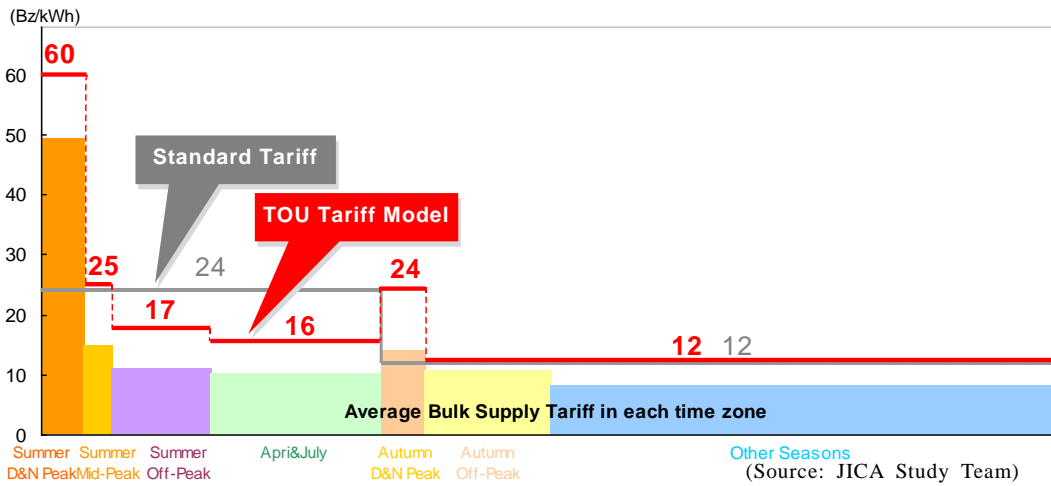 (Bz/kWh)
60
60
50
Standard Tariff
40
TOU Tariff Model
30
25
24
24
20
17
16
12 12
10
Average Bulk Supply Tariff in each time zone
0
Summer Summer Summer Apri&July Autumn Autumn Other Seasons
D&N Peak Mid-Peak Off-Peak D&N Peak Off-Peak
(Source: JICA Study Team)